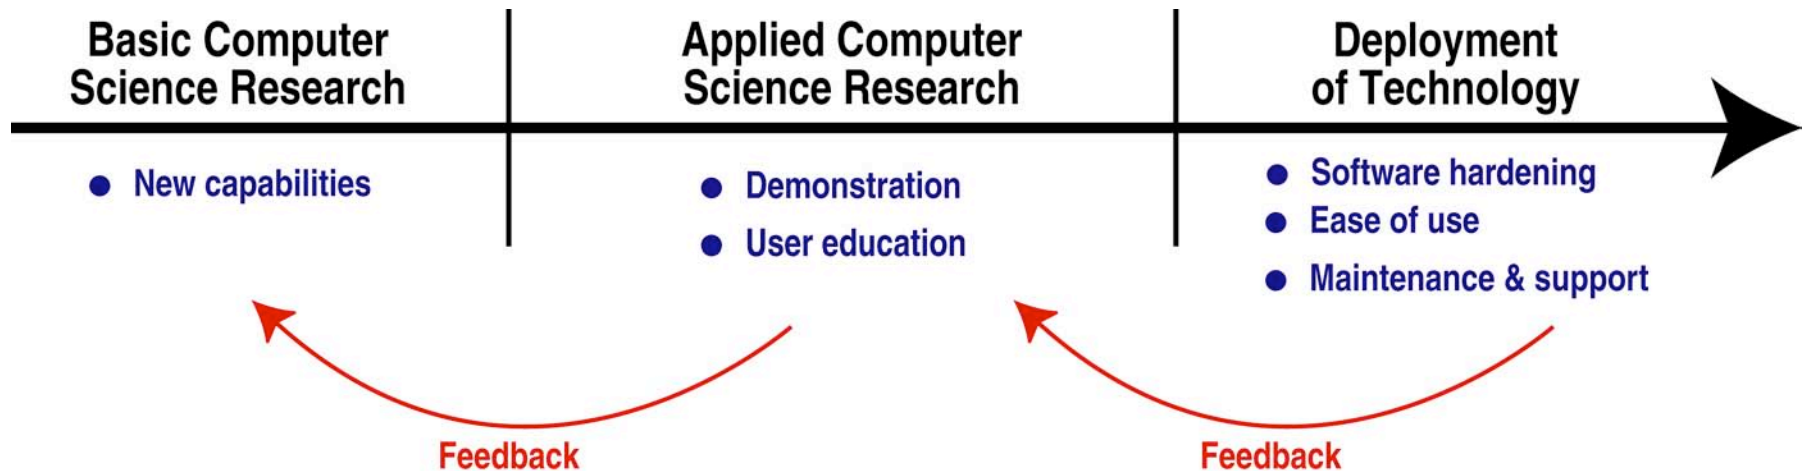 Basic Computer
Science Research
Applied Computer
Science Research
Deployment
of Technology
● New capabilities
● Demonstration
● User education
● Software hardening
● Ease of use
● Maintenance & support
Feedback
Feedback